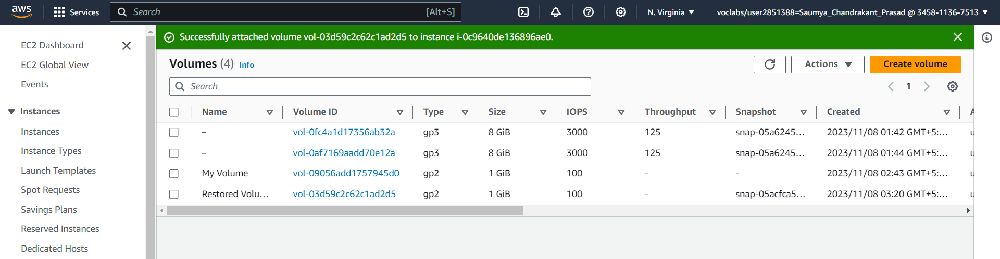 aws Services Search [Alt+S] N. Virginia voclabs/user2851388=Saumya_Chandrakant_Prasad @ 3458-1136-7513
EC2 Dashboard
EC2 Global View
Events
Instances
Instances
Instance Types
Launch Templates
Spot Requests
Savings Plans
Reserved Instances
Dedicated Hosts
Successfully attached volume vol-03d59c2c62c1ad2d5 to instance i-0c9640de136896ae0.
Volumes (4) Info Actions Create volume
Search 1
Name Volume ID Type Size IOPS Throughput Snapshot Created A
– vol-0fc4a1d17356ab32a gp3 8 GiB 3000 125 snap-05a6245... 2023/11/08 01:42 GMT+5:... u
– vol-0af7169aadd70e12a gp3 8 GiB 3000 125 snap-05a6245... 2023/11/08 01:44 GMT+5:... u
My Volume vol-09056add1757945d0 gp2 1 GiB 100 - - 2023/11/08 02:43 GMT+5:... u
Restored Volu... vol-03d59c2c62c1ad2d5 gp2 1 GiB 100 - snap-05acfca5... 2023/11/08 03:20 GMT+5:... u